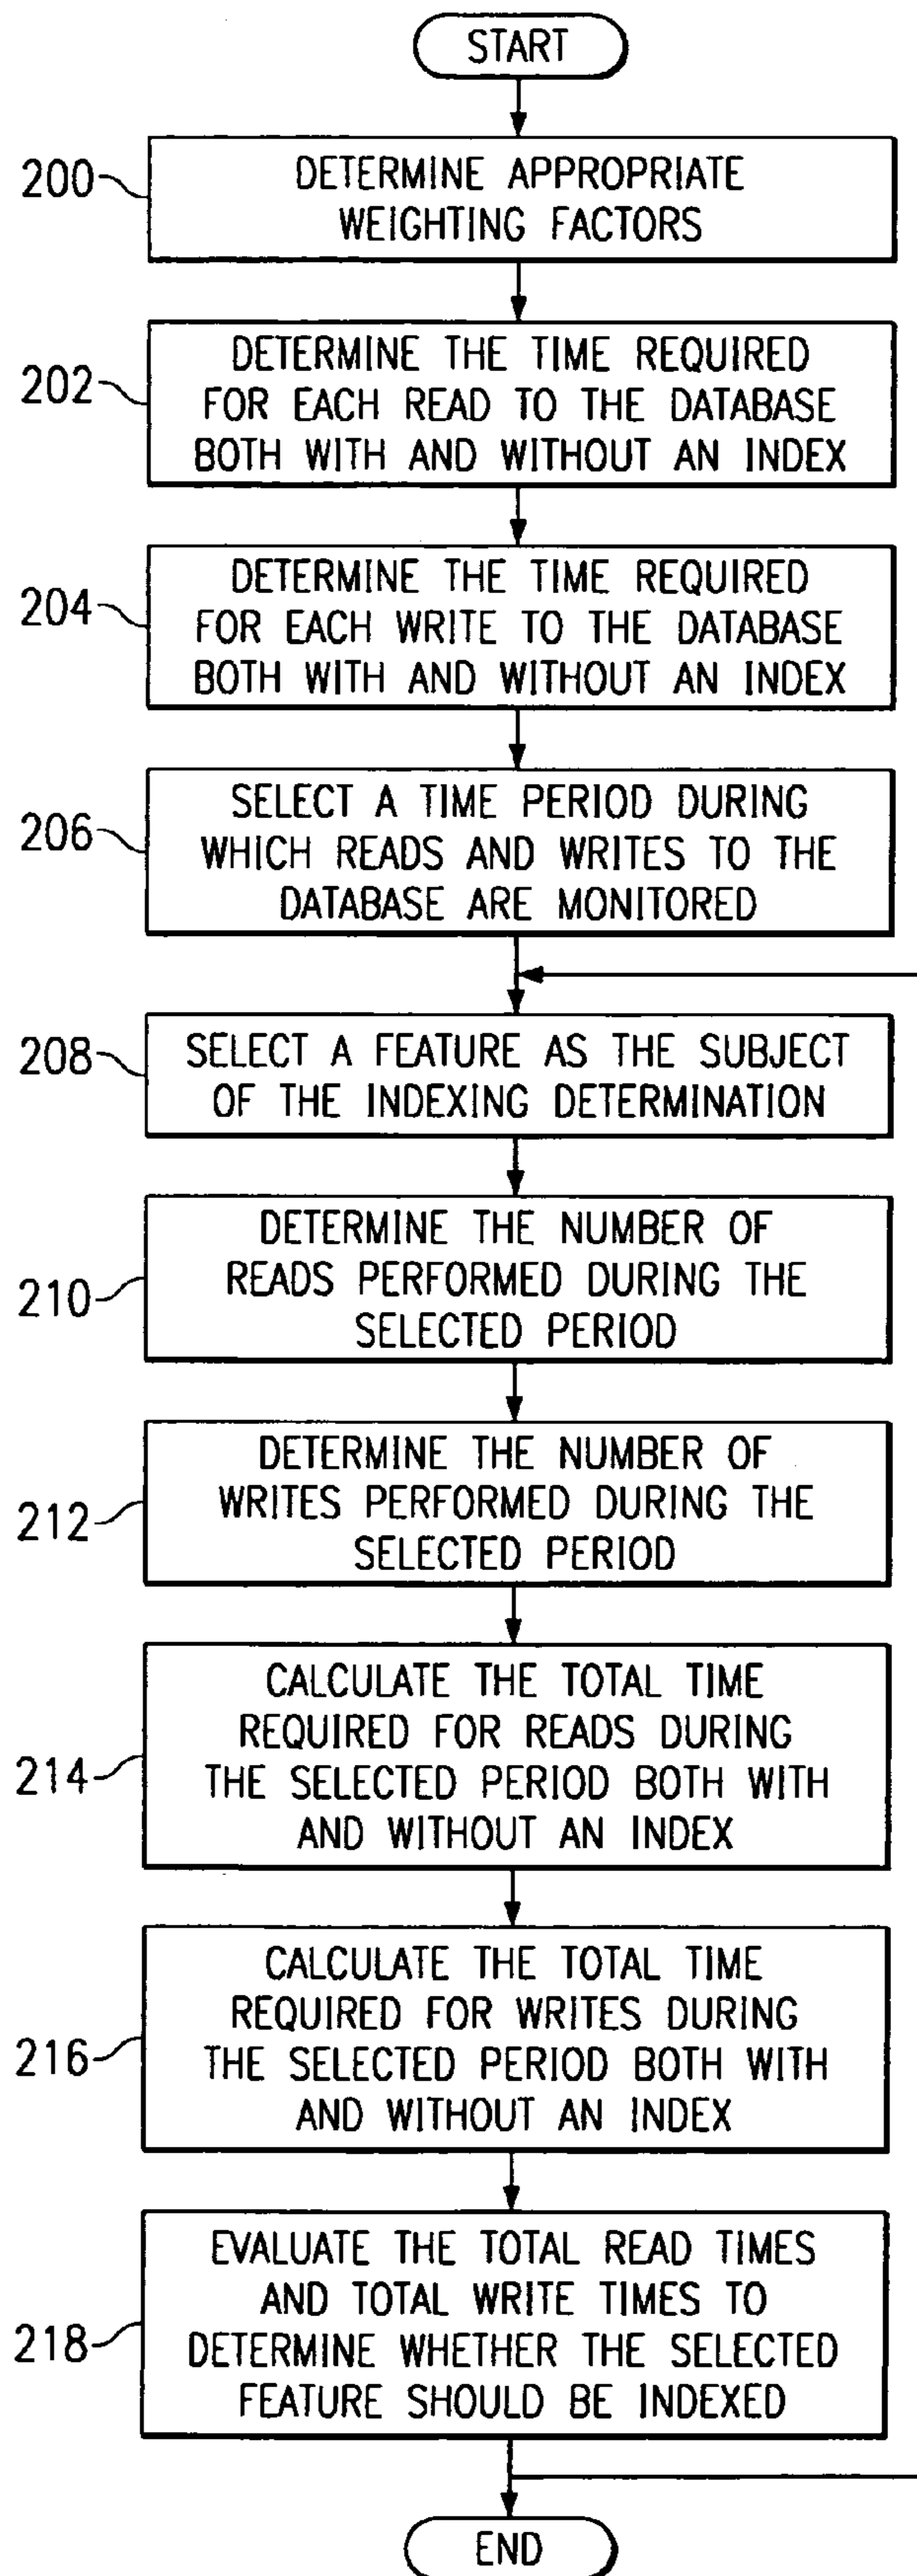 START
200
DETERMINE APPROPRIATE
WEIGHTING FACTORS
202
DETERMINE THE TIME REQUIRED
FOR EACH READ TO THE DATABASE
BOTH WITH AND WITHOUT AN INDEX
204
DETERMINE THE TIME REQUIRED
FOR EACH WRITE TO THE DATABASE
BOTH WITH AND WITHOUT AN INDEX
206
SELECT A TIME PERIOD DURING
WHICH READS AND WRITES TO THE
DATABASE ARE MONITORED
208
SELECT A FEATURE AS THE SUBJECT
OF THE INDEXING DETERMINATION
210
DETERMINE THE NUMBER OF
READS PERFORMED DURING THE
SELECTED PERIOD
212
DETERMINE THE NUMBER OF
WRITES PERFORMED DURING THE
SELECTED PERIOD
214
CALCULATE THE TOTAL TIME
REQUIRED FOR READS DURING
THE SELECTED PERIOD BOTH WITH
AND WITHOUT AN INDEX
216
CALCULATE THE TOTAL TIME
REQUIRED FOR WRITES DURING
THE SELECTED PERIOD BOTH WITH
AND WITHOUT AN INDEX
218
EVALUATE THE TOTAL READ TIMES
AND TOTAL WRITE TIMES TO
DETERMINE WHETHER THE SELECTED
FEATURE SHOULD BE INDEXED
END